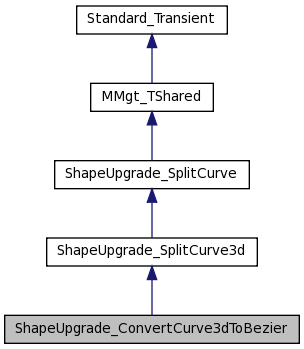 Standard_Transient
MMgt_TShared
ShapeUpgrade_SplitCurve
ShapeUpgrade_SplitCurve3d
ShapeUpgrade_ConvertCurve3dToBezier